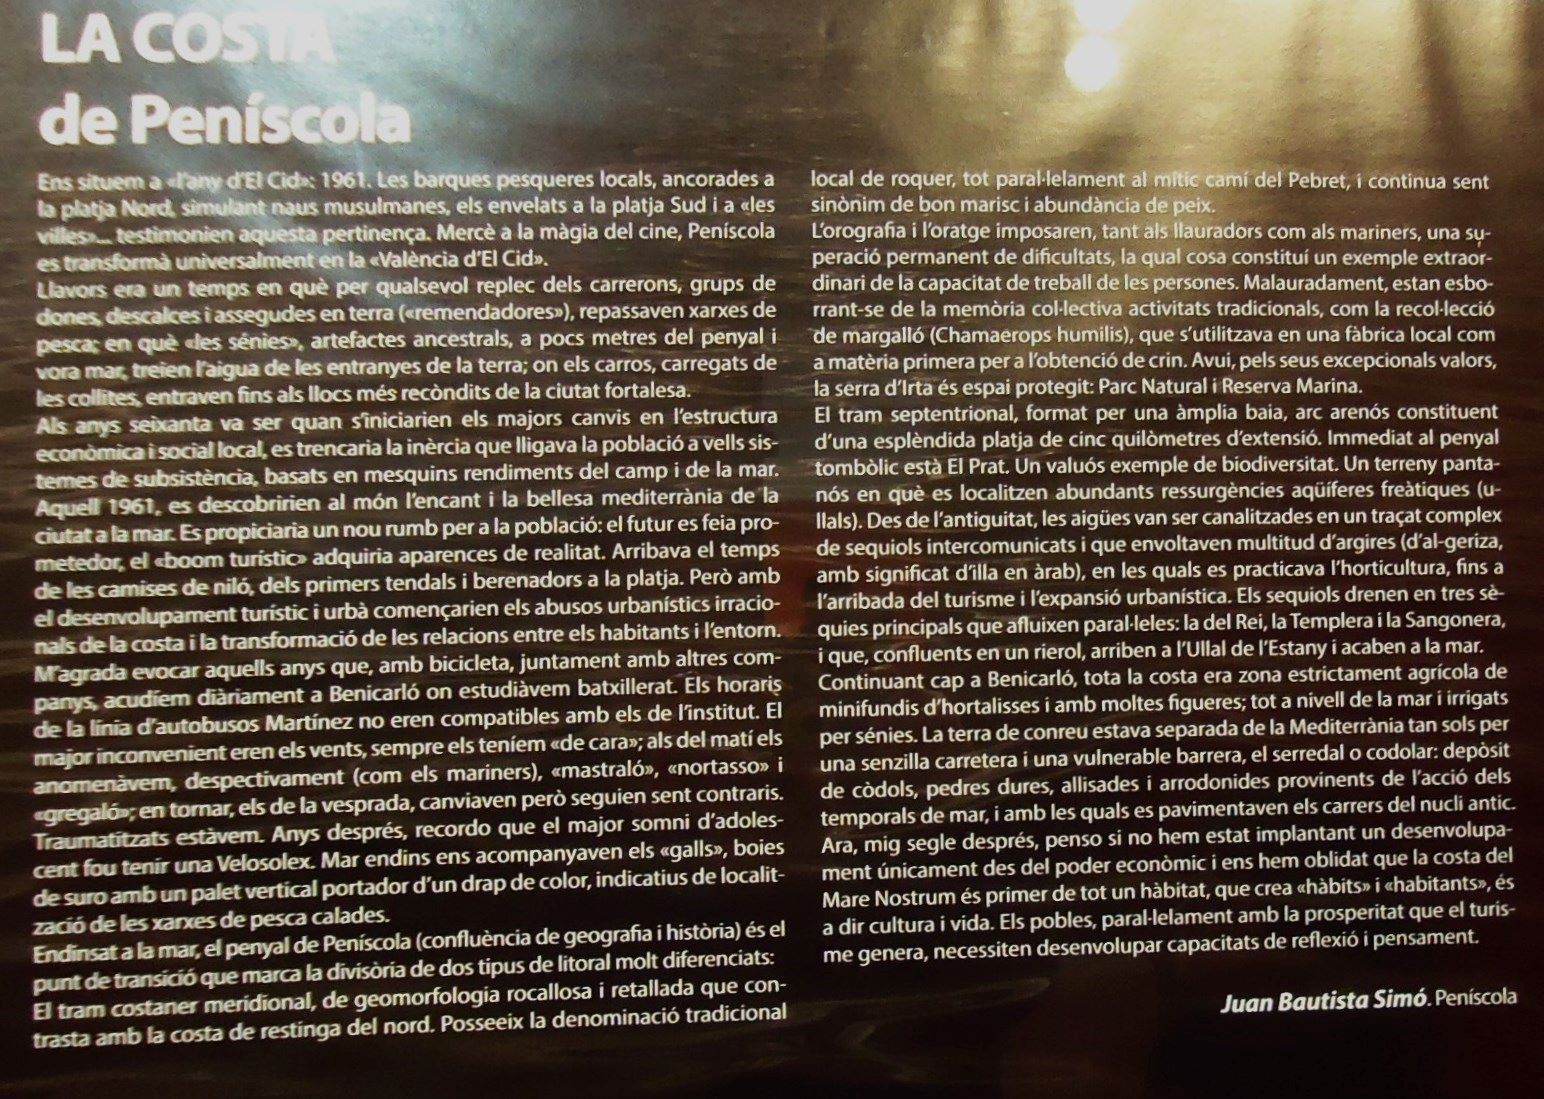 LA COSTA
de Peníscola
Ens situem a «l'any d'El Cid»: 1961. Les barques pesqueres locals, ancorades a
la platja Nord, simulant naus musulmanes, els envelats a la platja Sud i a «les
villes»... testimonien aquesta pertinença. Mercè a la màgia del cine, Peníscola
es transformà universalment en la «València d'El Cid».
Llavors era un temps en què per qualsevol replec dels carrerons, grups de
dones, descalces i assegudes en terra («remendadores»), repassaven xarxes de
pesca; en què «les sénies», artefactes ancestrals, a pocs metres del penyal i
vora mar, treien l'aigua de les entranyes de la terra; on els carros, carregats de
les collites, entraven fins als llocs més recòndits de la ciutat fortalesa.
Als anys seixanta va ser quan s'iniciarien els majors canvis en l'estructura
econòmica i social local, es trencaria la inèrcia que lligava la població a vells sis-
temes de subsistència, basats en mesquins rendiments del camp i de la mar.
Aquell 1961, es descobririen al món l'encant i la bellesa mediterrània de la
ciutat a la mar. Es propiciaria un nou rumb per a la població: el futur es feia pro-
metedor, el «boom turístic» adquiria aparences de realitat. Arribava el temps
de les camises de niló, dels primers tendals i berenadors a la platja. Però amb
el desenvolupament turístic i urbà començarien els abusos urbanístics irracio-
nals de la costa i la transformació de les relacions entre els habitants i l'entorn.
M'agrada evocar aquells anys que, amb bicicleta, juntament amb altres com-
panys, acudíem diàriament a Benicarló on estudiàvem batxillerat. Els horaris
de la línia d'autobusos Martínez no eren compatibles amb els de l'institut. El
major inconvenient eren els vents, sempre els teníem «de cara»; als del matí els
anomenàvem, despectivament (com els mariners), «mastraló», «nortasso» i
«gregaló»; en tornar, els de la vesprada, canviaven però seguien sent contraris.
Traumatitzats estàvem. Anys després, recordo que el major somni d'adoles-
cent fou tenir una Velosolex. Mar endins ens acompanyaven els «galls», boies
de suro amb un palet vertical portador d'un drap de color, indicatius de localit-
zació de les xarxes de pesca calades.
Endinsat a la mar, el penyal de Peníscola (confluència de geografia i història) és el
punt de transició que marca la divisòria de dos tipus de litoral molt diferenciats:
El tram costaner meridional, de geomorfologia rocallosa i retallada que con-
trasta amb la costa de restinga del nord. Posseeix la denominació tradicional
local de roquer, tot paral·lelament al mític camí del Pebret, i continua sent
sinònim de bon marisc i abundància de peix.
L'orografia i l'oratge imposaren, tant als llauradors com als mariners, una su-
peració permanent de dificultats, la qual cosa constituí un exemple extraor-
dinari de la capacitat de treball de les persones. Malauradament, estan esbo-
rrant-se de la memòria col·lectiva activitats tradicionals, com la recol·lecció
de margalló (Chamaerops humilis), que s'utilitzava en una fàbrica local com
a matèria primera per a l'obtenció de crin. Avui, pels seus excepcionals valors,
la serra d'Irta és espai protegit: Parc Natural i Reserva Marina.
El tram septentrional, format per una àmplia baia, arc arenós constituent
d'una esplèndida platja de cinc quilòmetres d'extensió. Immediat al penyal
tombòlic està El Prat. Un valuós exemple de biodiversitat. Un terreny panta-
nós en què es localitzen abundants ressurgències aqüíferes freàtiques (u-
llals). Des de l'antiguitat, les aigües van ser canalitzades en un traçat complex
de sequiols intercomunicats i que envoltaven multitud d'argires (d'al-geriza,
amb significat d'illa en àrab), en les quals es practicava l'horticultura, fins a
l'arribada del turisme i l'expansió urbanística. Els sequiols drenen en tres sè-
quies principals que afluixen paral·leles: la del Rei, la Templera i la Sangonera,
i que, confluents en un rierol, arriben a l'Ullal de l'Estany i acaben a la mar.
Continuant cap a Benicarló, tota la costa era zona estrictament agrícola de
minifundis d'hortalisses i amb moltes figueres; tot a nivell de la mar i irrigats
per sénies. La terra de conreu estava separada de la Mediterrània tan sols per
una senzilla carretera i una vulnerable barrera, el serredal o codolar: depòsit
de còdols, pedres dures, allisades i arrodonides provinents de l'acció dels
temporals de mar, i amb les quals es pavimentaven els carrers del nucli antic.
Ara, mig segle després, penso si no hem estat implantant un desenvolupa-
ment únicament des del poder econòmic i ens hem oblidat que la costa del
Mare Nostrum és primer de tot un hàbitat, que crea «hàbits» i «habitants», és
a dir cultura i vida. Els pobles, paral·lelament amb la prosperitat que el turis-
me genera, necessiten desenvolupar capacitats de reflexió i pensament.
Juan Bautista Simó. Peníscola